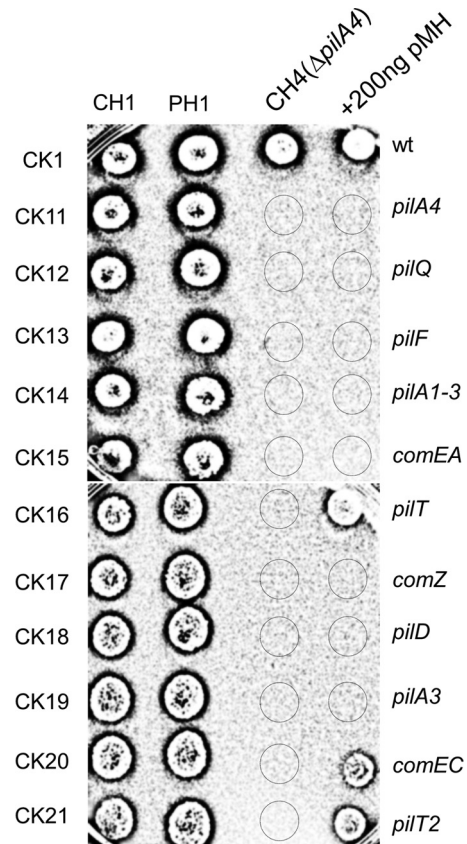 CH1 PH1 CH4(ΔpilA4) +200ng pMH
CK1 wt
CK11 pilA4
CK12 pilQ
CK13 pilF
CK14 pilA1-3
CK15 comEA
CK16 pilT
CK17 comZ
CK18 pilD
CK19 pilA3
CK20 comEC
CK21 pilT2